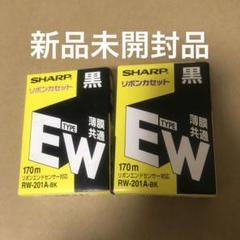 新品未開封品
SHARP
リボンカセット
黒
TYPE
EW
薄膜
共通
170m
リボンエンドセンサー対応
RW-201A-BK
SHARP
リボンカセット
黒
TYPE
EW
薄膜
共通
170m
リボンエンドセンサー対応
RW-201A-BK